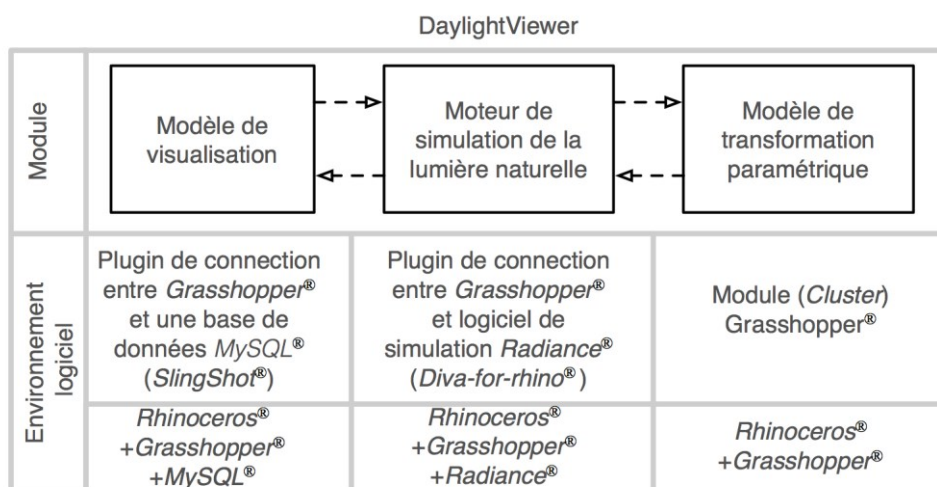 DaylightViewer
Module
Modèle de
visualisation
Moteur de
simulation de la
lumière naturelle
Modèle de
transformation
paramétrique
Environnement
logiciel
Plugin de connection
entre Grasshopper®
et une base de
données MySQL®
(SlingShot®)
Plugin de connection
entre Grasshopper®
et logiciel de
simulation Radiance®
(Diva-for-rhino®)
Module (Cluster)
Grasshopper®
Rhinoceros®
+Grasshopper®
+MySQL®
Rhinoceros®
+Grasshopper®
+Radiance®
Rhinoceros®
+Grasshopper®